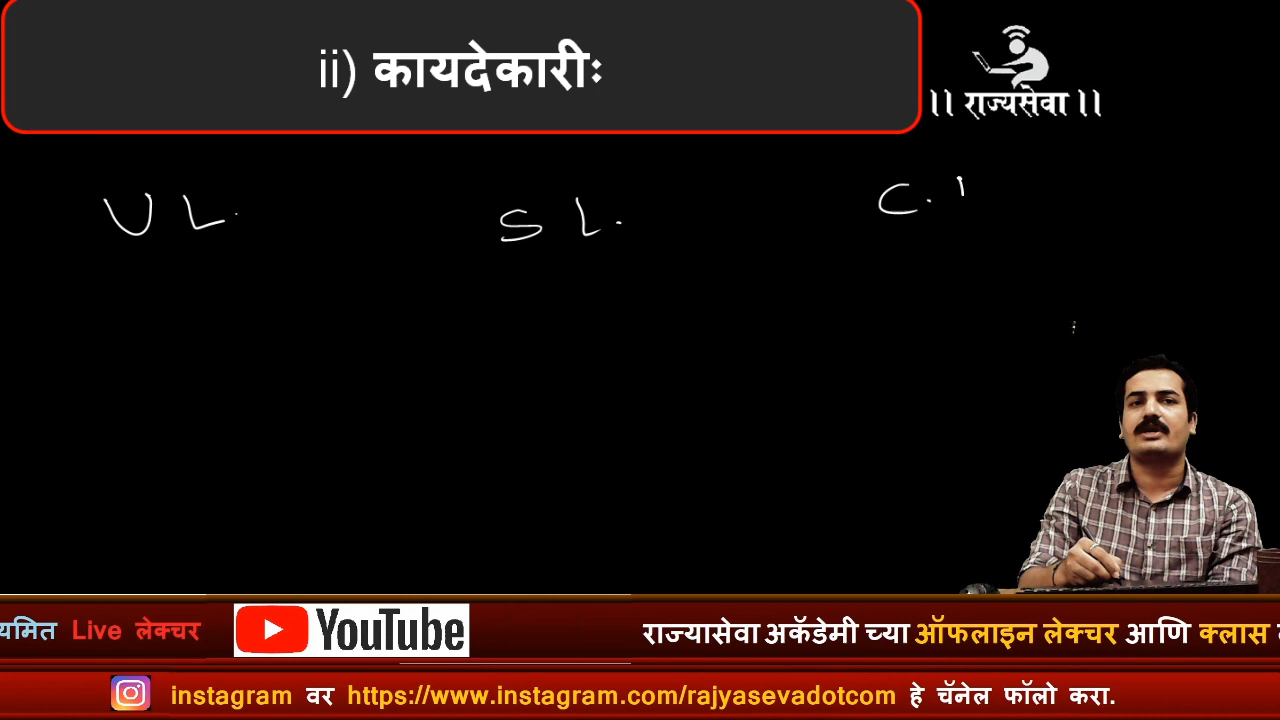 ii) कायदेकारीः
।। राज्यसेवा ।।
U L. S L. C.
यमित Live लेक्चर YouTube राज्यासेवा अकॅडेमी च्या ऑफलाइन लेक्चर आणि क्लास
instagram वर https://www.instagram.com/rajyasevadotcom हे चॅनेल फॉलो करा.